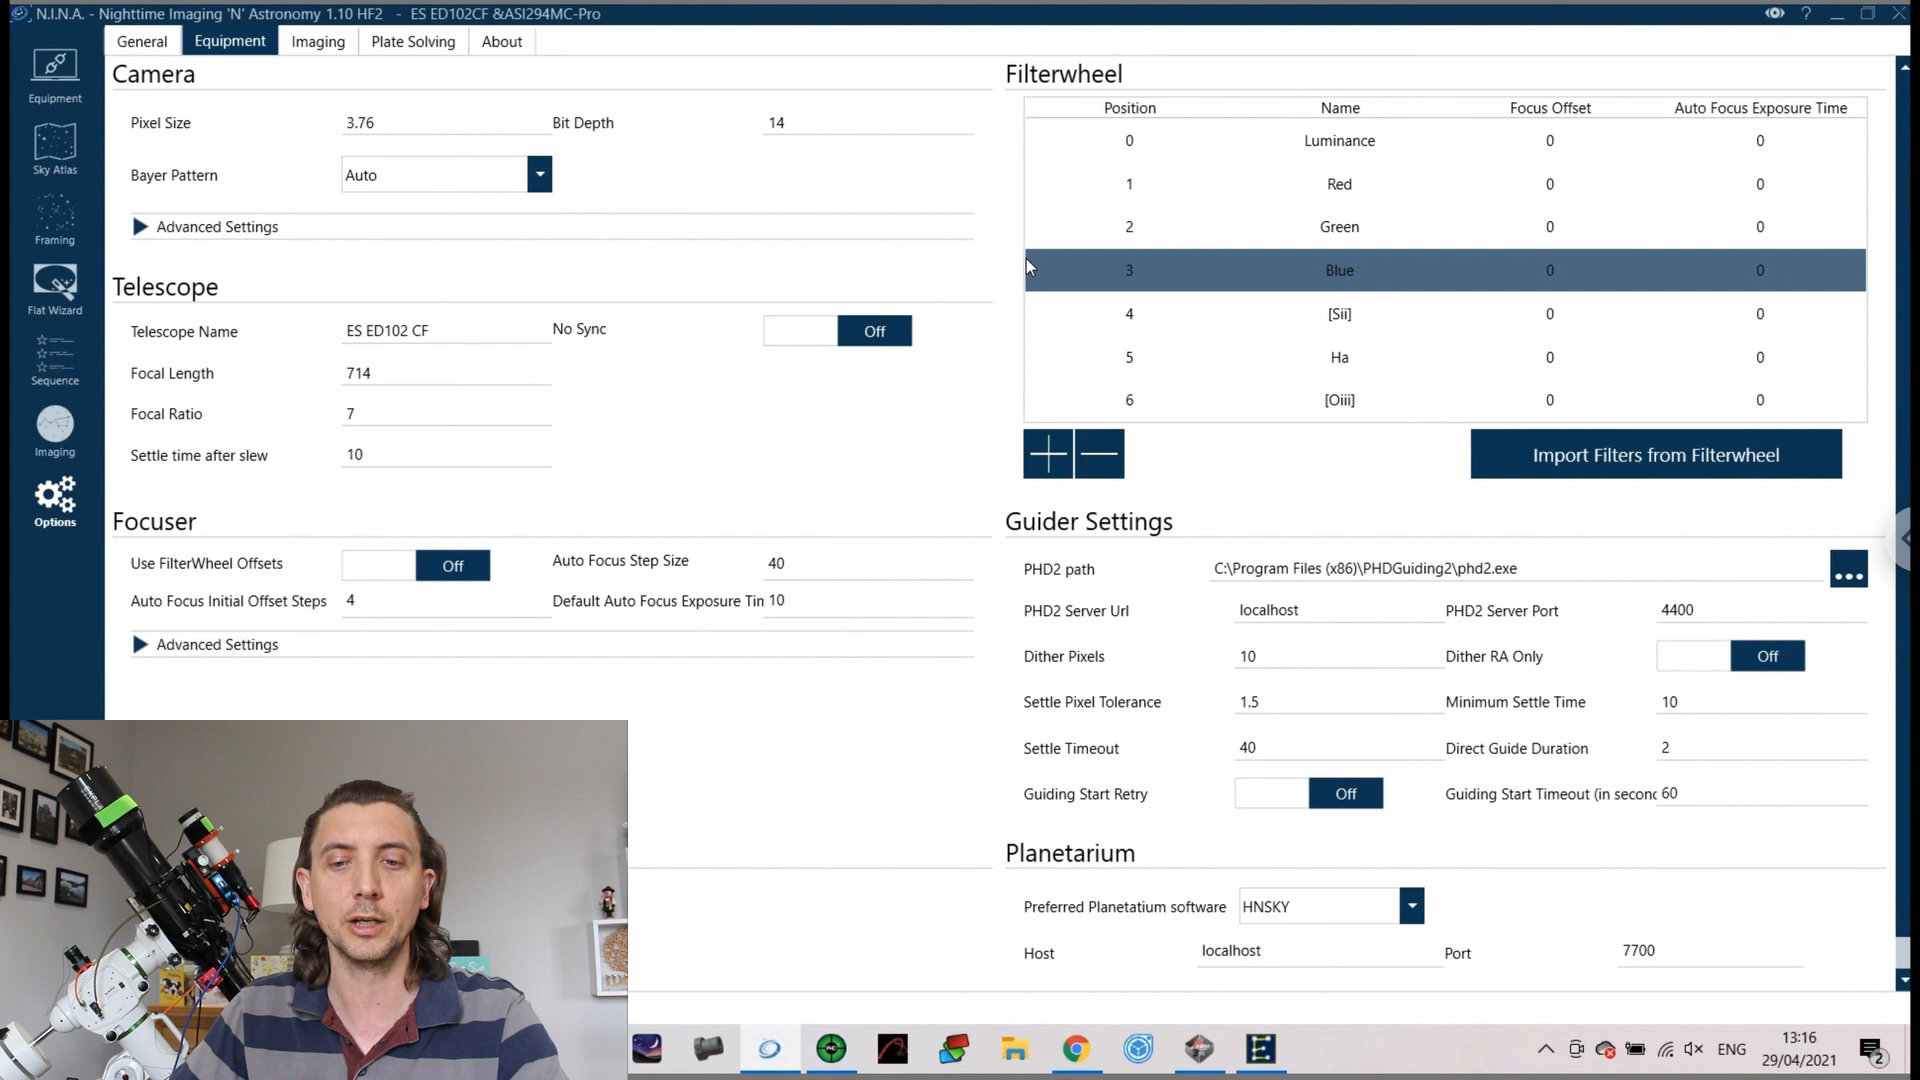 N.I.N.A. - Nighttime Imaging 'N' Astronomy 1.10 HF2 - ES ED102CF &ASI294MC-Pro
General Equipment Imaging Plate Solving About
Equipment
Sky Atlas
Framing
Flat Wizard
Sequence
Imaging
Options
Camera
Pixel Size 3.76 Bit Depth 14
Bayer Pattern Auto
Advanced Settings
Telescope
Telescope Name ES ED102 CF No Sync Off
Focal Length 714
Focal Ratio 7
Settle time after slew 10
Focuser
Use FilterWheel Offsets Off Auto Focus Step Size 40
Auto Focus Initial Offset Steps 4 Default Auto Focus Exposure Tin 10
Advanced Settings
Filterwheel
Position Name Focus Offset Auto Focus Exposure Time
0 Luminance 0 0
1 Red 0 0
2 Green 0 0
3 Blue 0 0
4 [Sii] 0 0
5 Ha 0 0
6 [Oiii] 0 0
Import Filters from Filterwheel
Guider Settings
PHD2 path C:\Program Files (x86)\PHDGuiding2\phd2.exe ...
PHD2 Server Url localhost PHD2 Server Port 4400
Dither Pixels 10 Dither RA Only Off
Settle Pixel Tolerance 1.5 Minimum Settle Time 10
Settle Timeout 40 Direct Guide Duration 2
Guiding Start Retry Off Guiding Start Timeout (in second 60
Planetarium
Preferred Planetatium software HNSKY
Host localhost Port 7700
ENG 13:16
29/04/2021
2